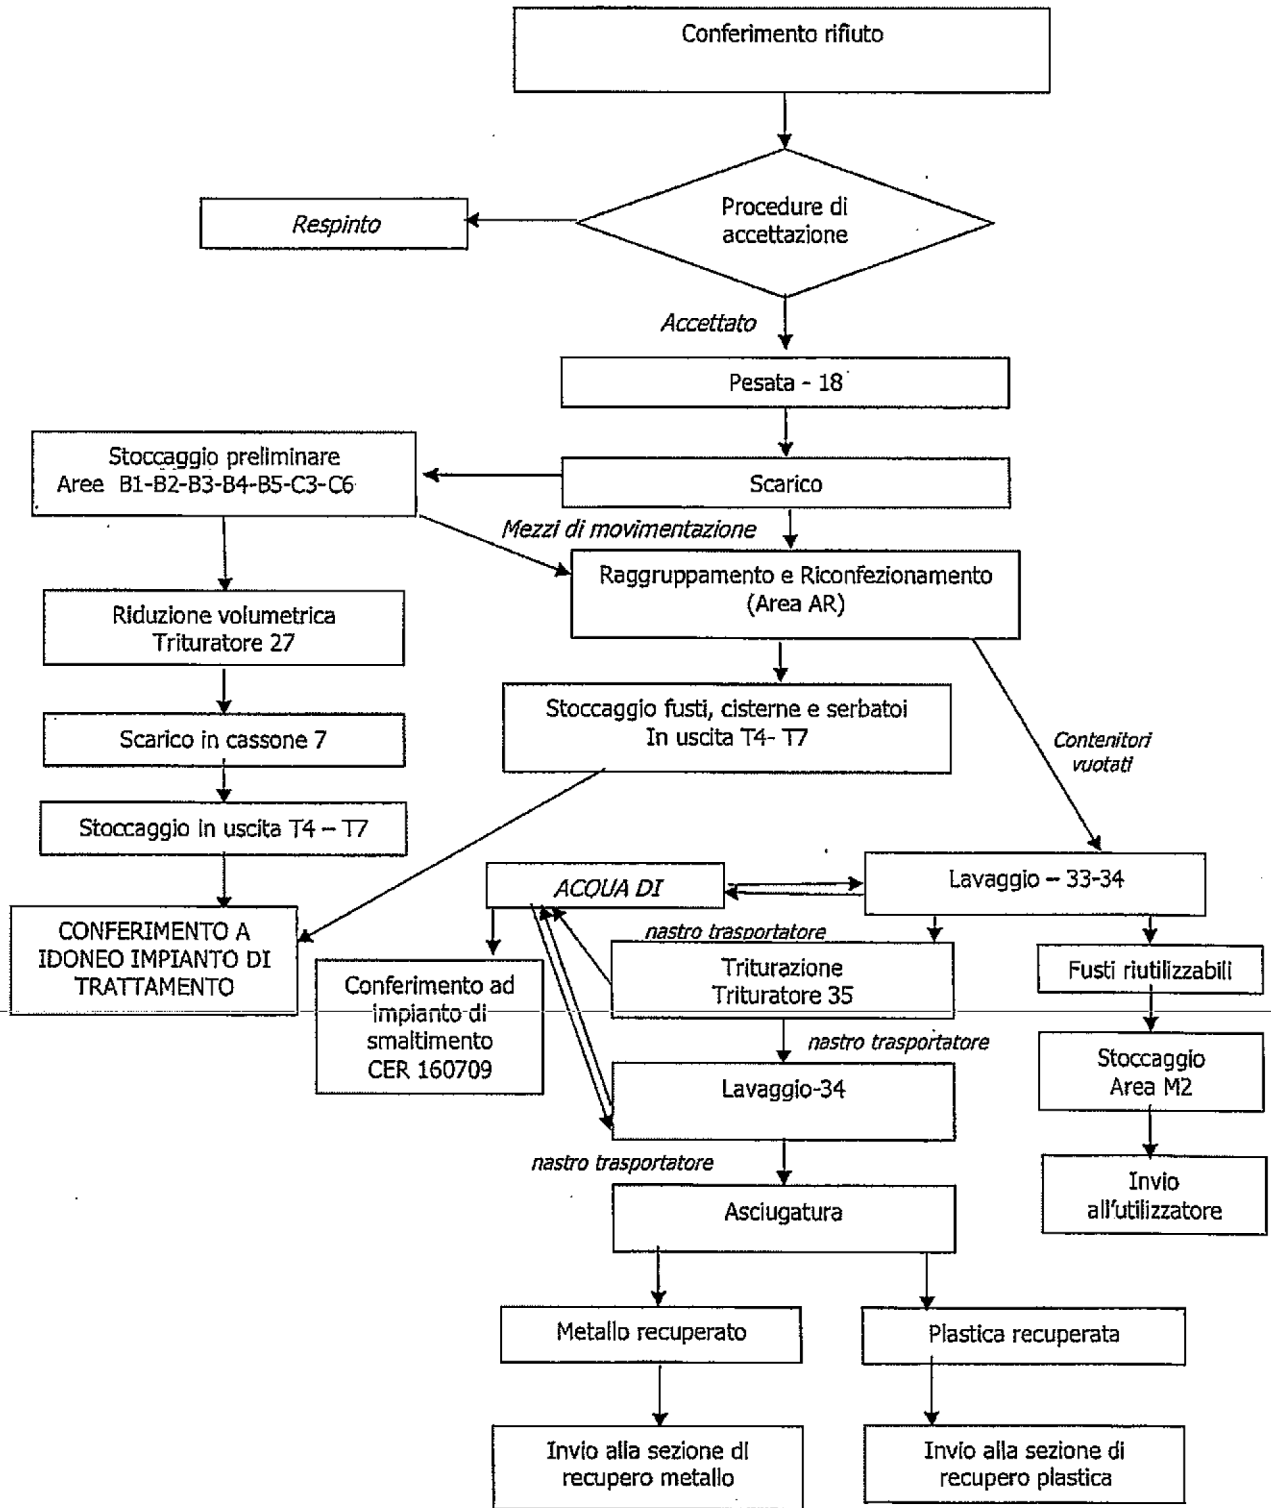 Conferimento rifiuto
Procedure di
accettazione
Respinto
Accettato
Pesata - 18
Stoccaggio preliminare
Aree B1-B2-B3-B4-B5-C3-C6
Scarico
Mezzi di movimentazione
Raggruppamento e Riconfezionamento
(Area AR)
Riduzione volumetrica
Trituratore 27
Stoccaggio fusti, cisterne e serbatoi
In uscita T4- T7
Scarico in cassone 7
Contenitori
vuotati
Stoccaggio in uscita T4 – T7
ACQUA DI
Lavaggio – 33-34
CONFERIMENTO A
IDONEO IMPIANTO DI
TRATTAMENTO
nastro trasportatore
Conferimento ad
impianto di
smaltimento
CER 160709
Triturazione
Trituratore 35
Fusti riutilizzabili
nastro trasportatore
Lavaggio-34
Stoccaggio
Area M2
nastro trasportatore
Asciugatura
Invio
all'utilizzatore
Metallo recuperato
Plastica recuperata
Invio alla sezione di
recupero metallo
Invio alla sezione di
recupero plastica